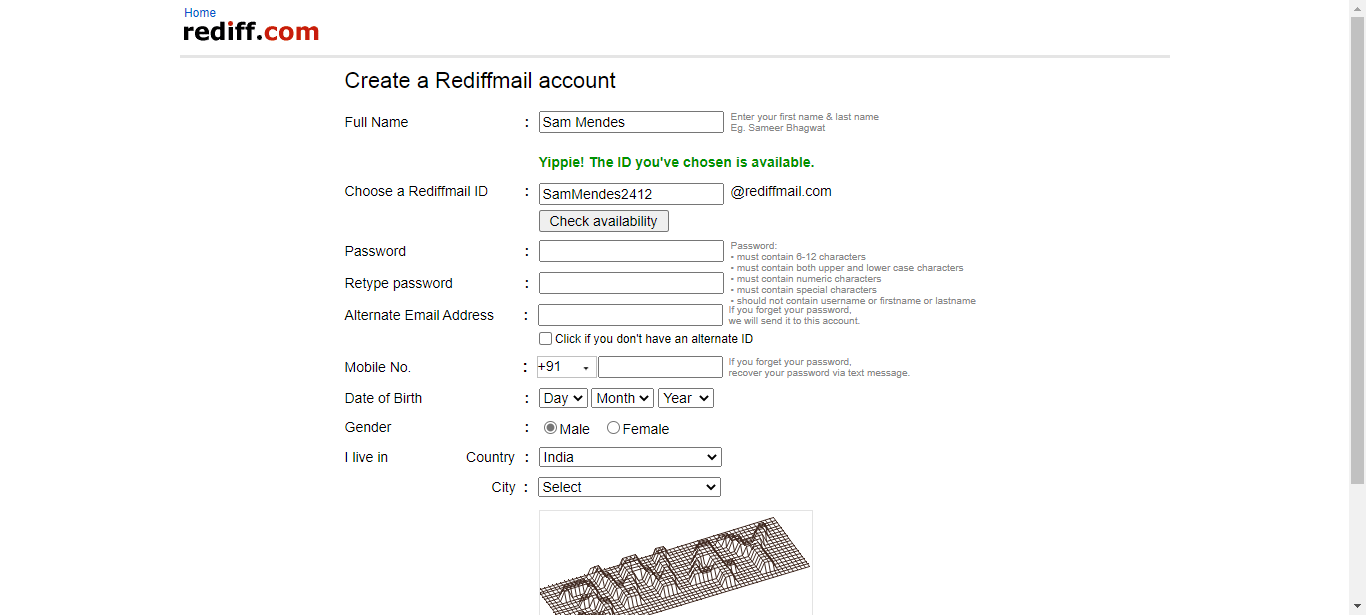 Home
rediff.com
Create a Rediffmail account
Full Name : Sam Mendes Enter your first name & last name
Eg. Sameer Bhagwat
Yippie! The ID you've chosen is available.
Choose a Rediffmail ID : SamMendes2412 @rediffmail.com
Check availability
Password : Password:
• must contain 6-12 characters
• must contain both upper and lower case characters
• must contain numeric characters
Retype password :
• must contain special characters
• should not contain username or firstname or lastname
Alternate Email Address : If you forget your password,
we will send it to this account.
Click if you don't have an alternate ID
Mobile No. : +91 If you forget your password,
recover your password via text message.
Date of Birth : Day Month Year
Gender : Male Female
I live in Country : India
City : Select